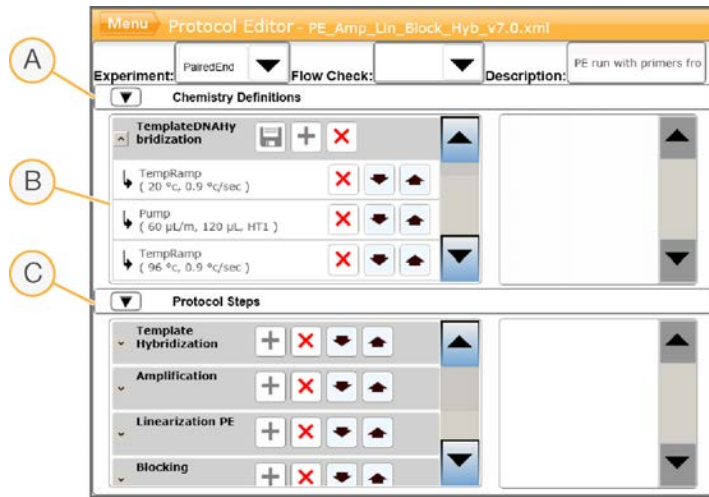 Menu Protocol Editor - PE_Amp_Lin_Block_Hyb_v7.0.xml
A
Experiment: PairedEnd Flow Check: Description: PE run with primers fro
Chemistry Definitions
TemplateDNAHy
bridization
B
TempRamp
( 20 °c, 0.9 °c/sec )
Pump
( 60 µL/m, 120 µL, HT1 )
TempRamp
( 96 °c, 0.9 °c/sec )
C
Protocol Steps
Template
Hybridization
Amplification
Linearization PE
Blocking